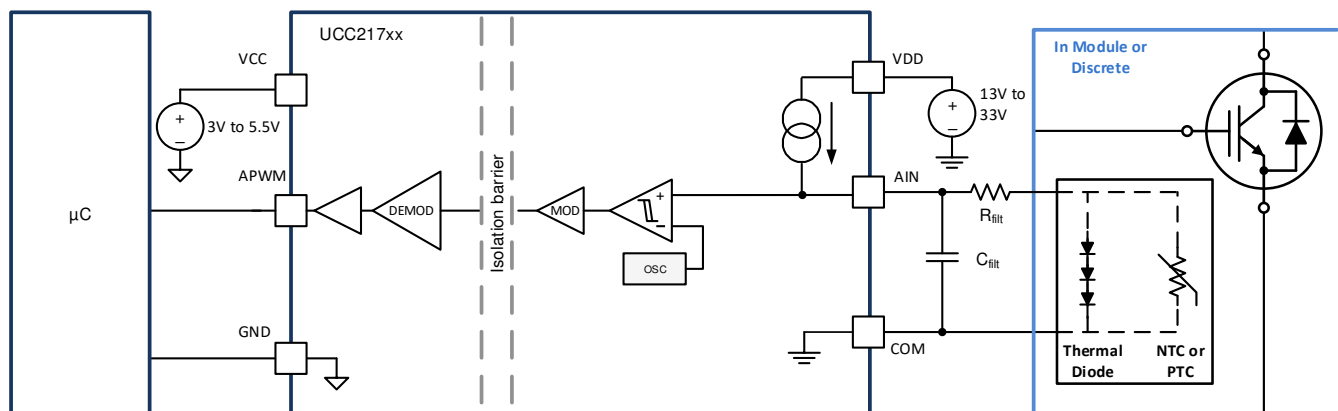 UCC217xx
In Module or
Discrete
VCC
VDD
+
3V to 5.5V
−
+
13V to
33V
−
APWM
AIN
µC
DEMOD
Isolation barrier
MOD
+
−
OSC
Rfilt
Cfilt
GND
COM
Thermal
Diode
NTC or
PTC